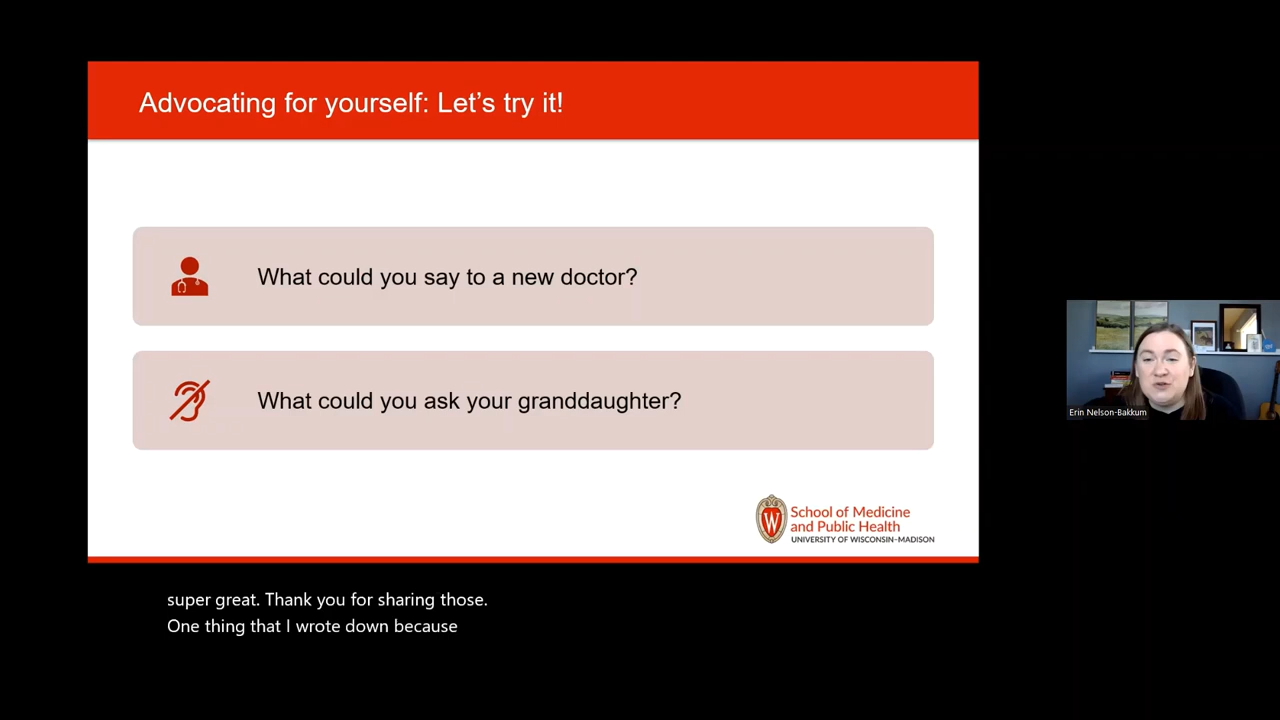 Advocating for yourself: Let's try it!
What could you say to a new doctor?
What could you ask your granddaughter?
W
School of Medicine
and Public Health
UNIVERSITY OF WISCONSIN–MADISON
Erin Nelson-Bakkum
super great. Thank you for sharing those.
One thing that I wrote down because